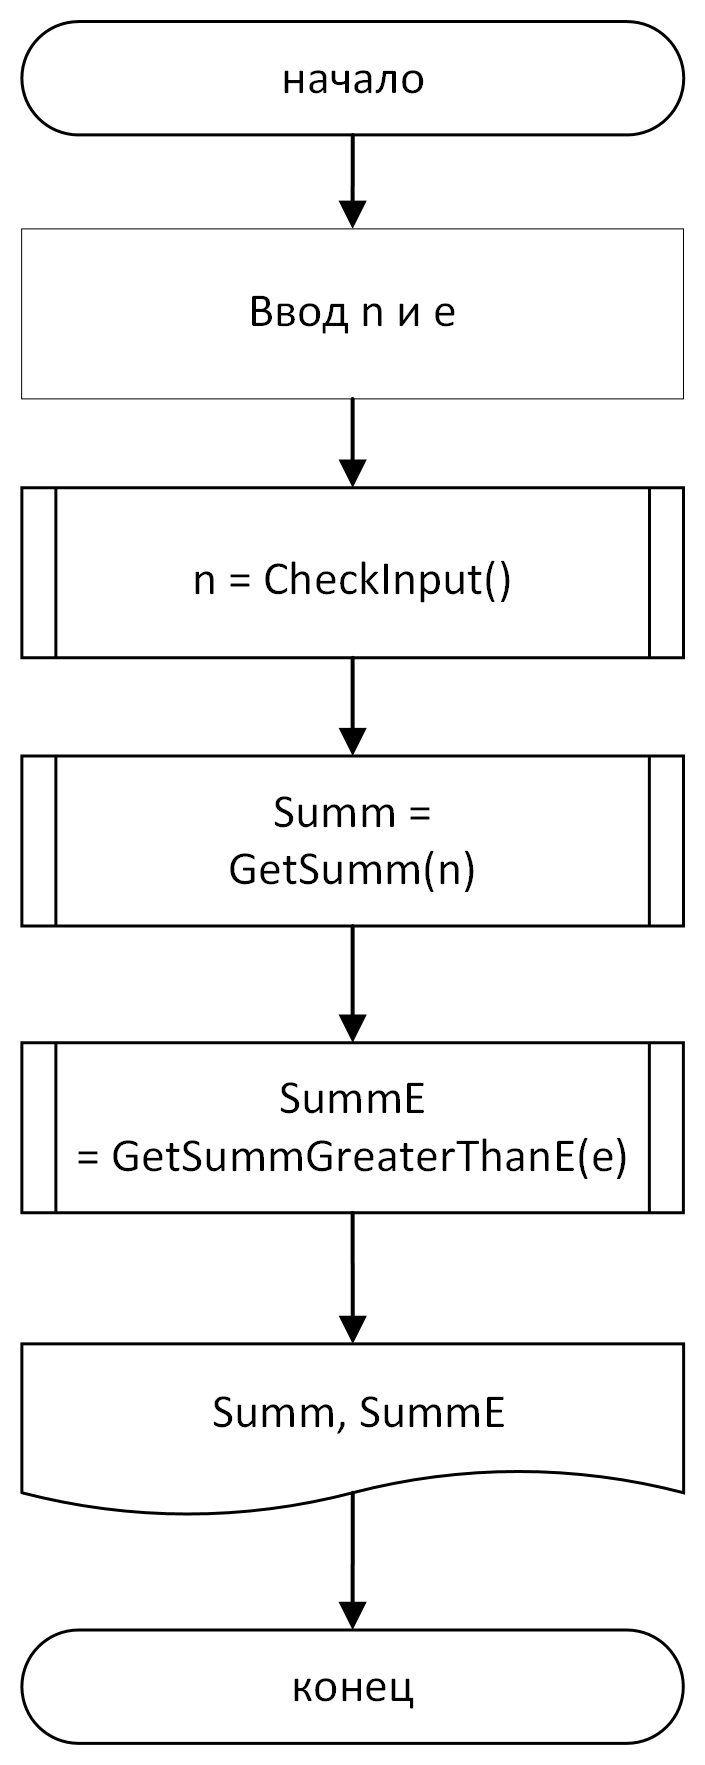 начало
Ввод n и e
n = CheckInput()
Summ =
GetSumm(n)
SummE
= GetSummGreaterThanE(e)
Summ, SummE
конец